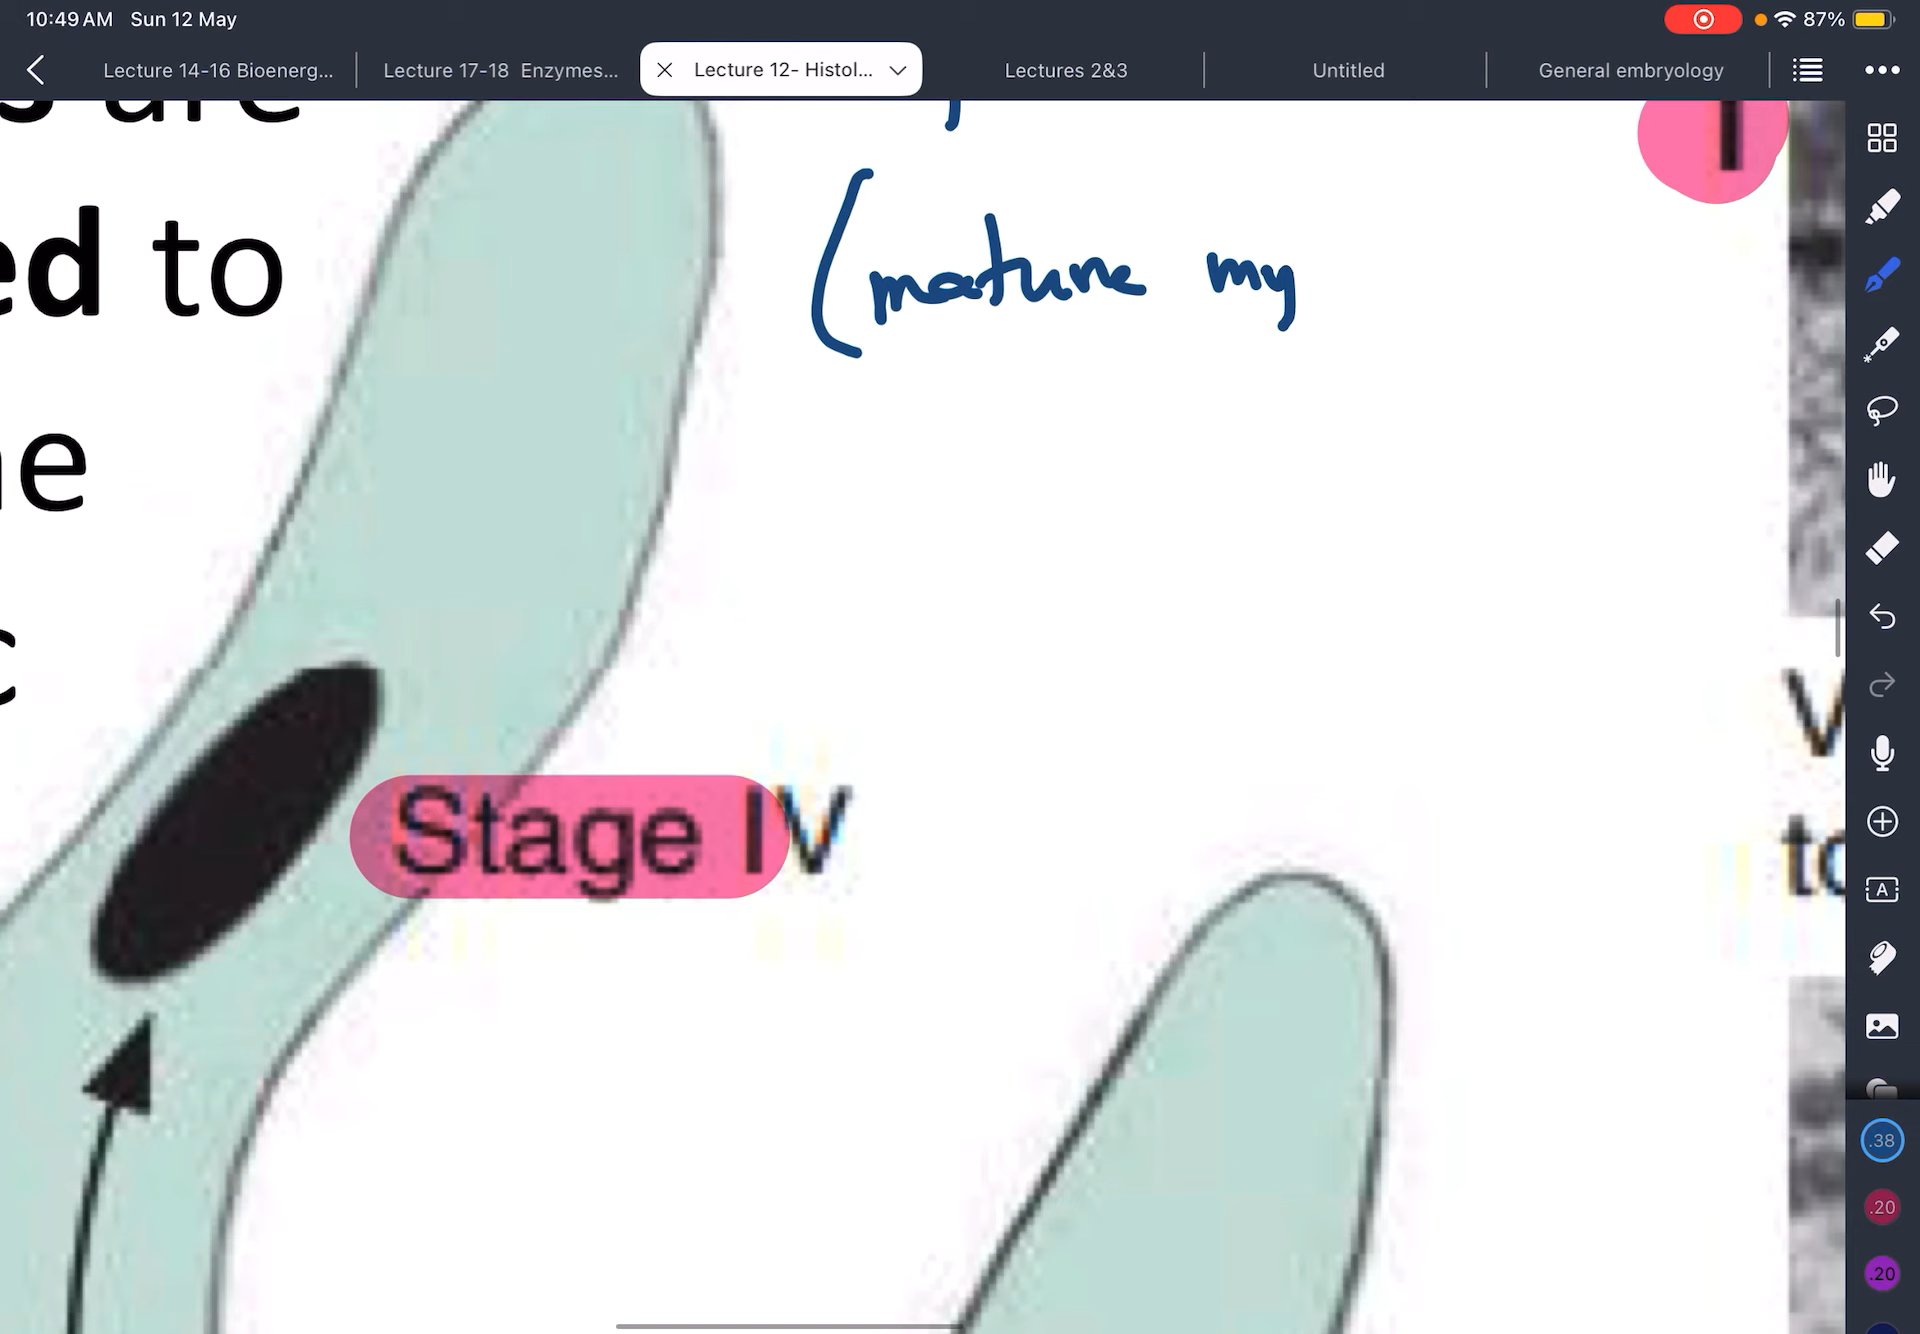 10:49 AM Sun 12 May
87%
Lecture 14-16 Bioenerg...
Lecture 17-18 Enzymes...
Lecture 12- Histol...
Lectures 2&3
Untitled
General embryology
are
ed to
(mature my
Stage IV
A
.38
.20
.20